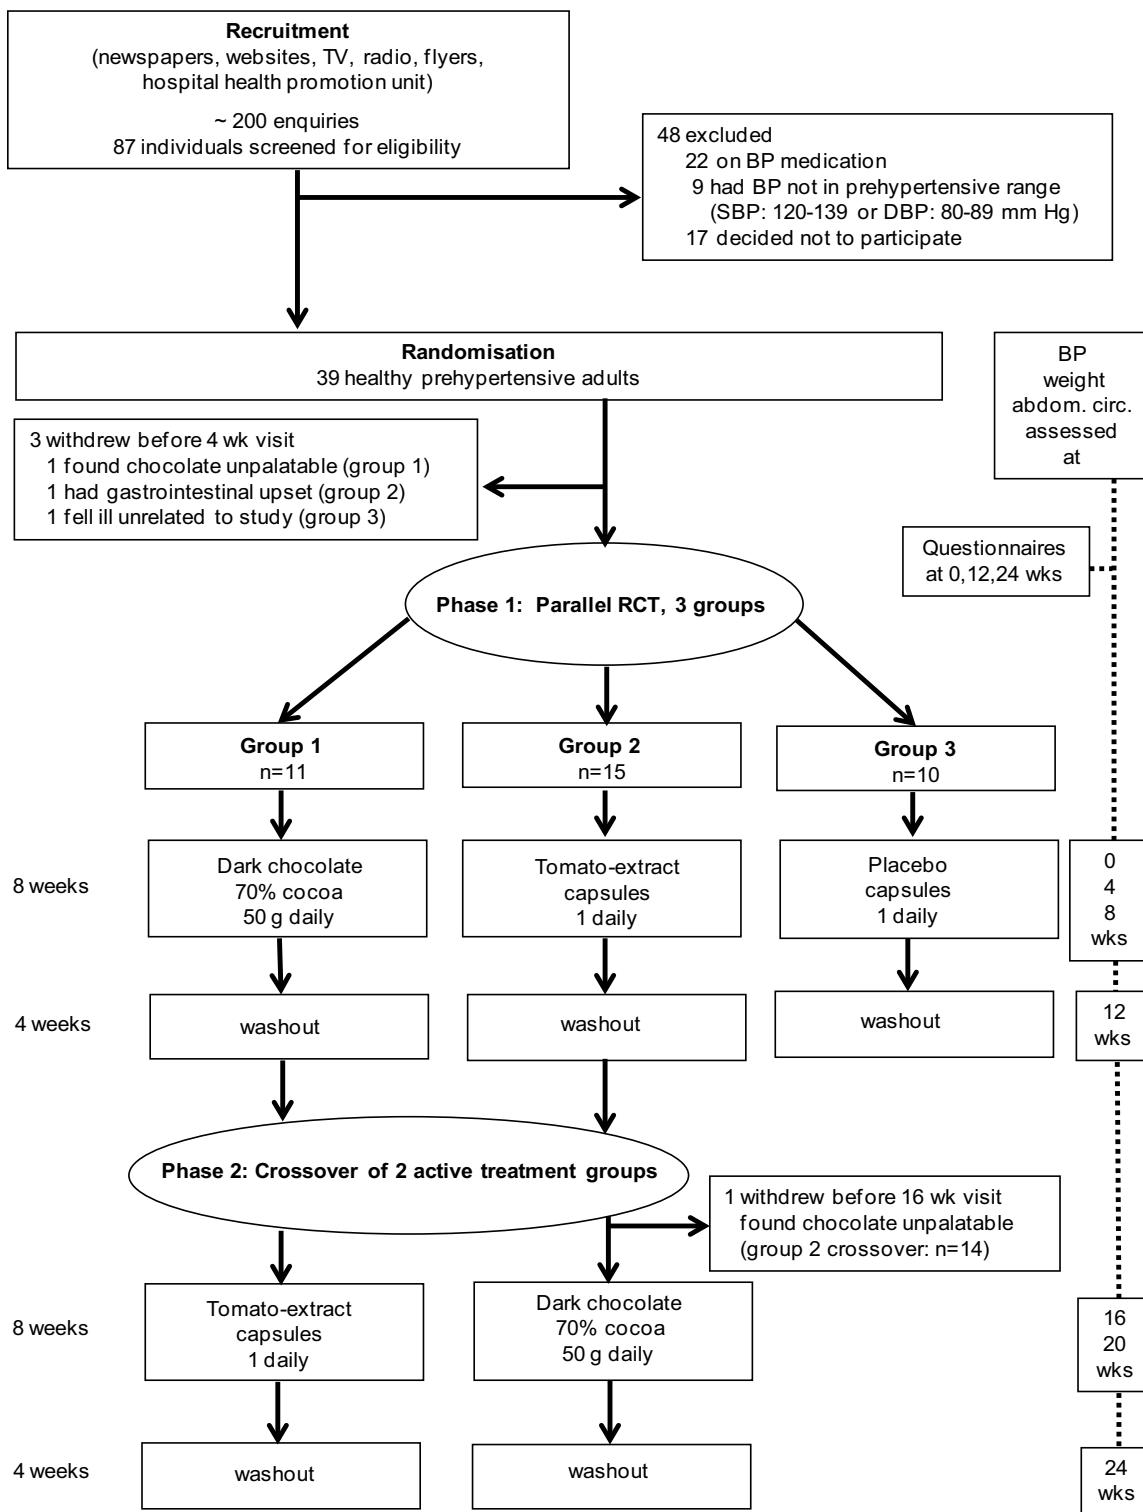 Recruitment
(newspapers, websites, TV, radio, flyers,
hospital health promotion unit)
~ 200 enquiries
87 individuals screened for eligibility
48 excluded
22 on BP medication
9 had BP not in prehypertensive range
(SBP: 120-139 or DBP: 80-89 mm Hg)
17 decided not to participate
Randomisation
39 healthy prehypertensive adults
BP
weight
abdom. circ.
assessed
at
3 withdrew before 4 wk visit
1 found chocolate unpalatable (group 1)
1 had gastrointestinal upset (group 2)
1 fell ill unrelated to study (group 3)
Questionnaires
at 0,12,24 wks
Phase 1: Parallel RCT, 3 groups
Group 1
n=11
Group 2
n=15
Group 3
n=10
8 weeks
Dark chocolate
70% cocoa
50 g daily
Tomato-extract
capsules
1 daily
Placebo
capsules
1 daily
0
4
8
wks
4 weeks
washout
washout
washout
12
wks
Phase 2: Crossover of 2 active treatment groups
1 withdrew before 16 wk visit
found chocolate unpalatable
(group 2 crossover: n=14)
8 weeks
Tomato-extract
capsules
1 daily
Dark chocolate
70% cocoa
50 g daily
16
20
wks
4 weeks
washout
washout
24
wks